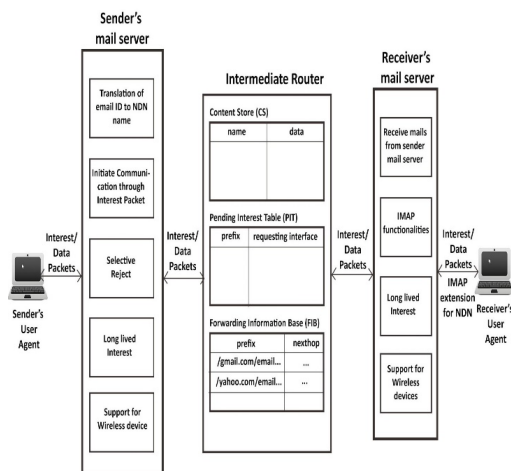 Sender's
mail server
Translation of
email ID to NDN
name
Initiate Communi-
cation through
Interest Packet
Selective
Reject
Long lived
Interest
Support for
Wireless device
Interest/
Data
Packets
Sender's
User
Agent
Interest/
Data
Packets
Intermediate Router
Content Store (CS)
name data
Pending Interest Table (PIT)
prefix requesting interface
Forwarding Information Base (FIB)
prefix nexthop
/gmail.com/email... ...
/yahoo.com/email... ...
Interest/
Data
Packets
Receiver's
mail server
Receive mails
from sender
mail server
IMAP
functionalities
Long lived
Interest
Support for
Wireless
devices
Interest/
Data
Packets
IMAP
extension
for NDN
Receiver's
User
Agent